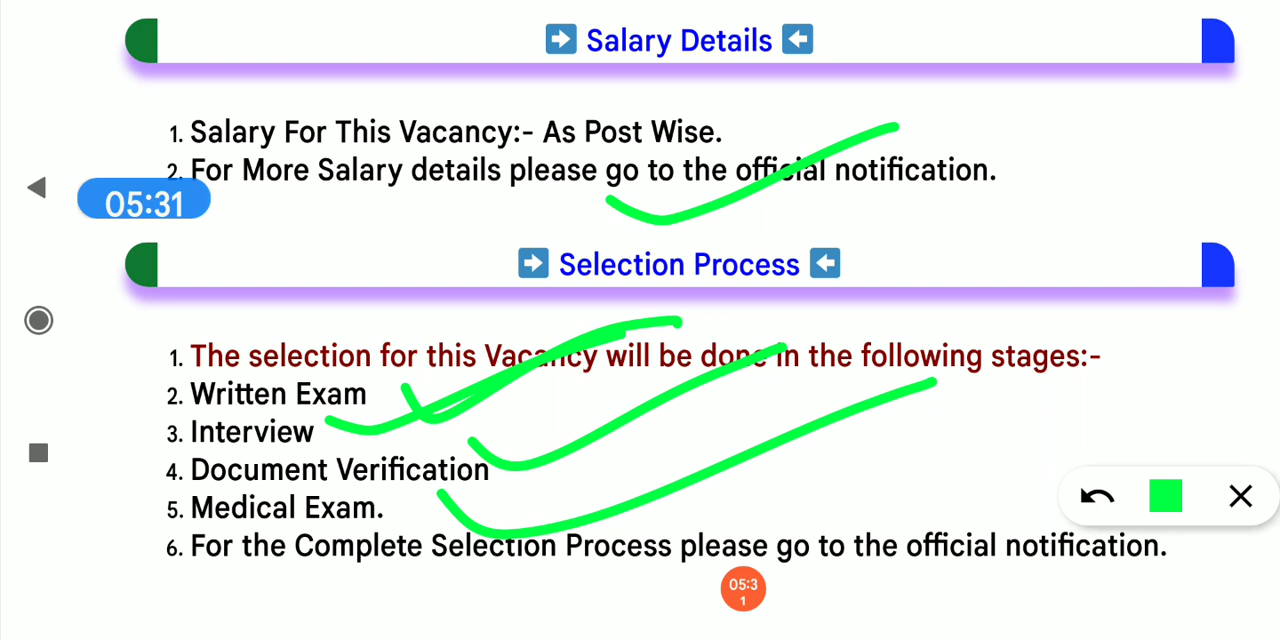 Salary Details
1. Salary For This Vacancy:- As Post Wise.
2. For More Salary details please go to the official notification.
05:31
Selection Process
1. The selection for this Vacancy will be done in the following stages:-
2. Written Exam
3. Interview
4. Document Verification
5. Medical Exam.
6. For the Complete Selection Process please go to the official notification.
05:3
1